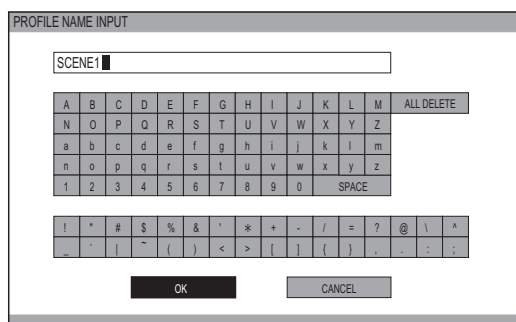 PROFILE NAME INPUT
SCENE1
A B C D E F G H I J K L M ALL DELETE
N O P Q R S T U V W X Y Z
a b c d e f g h i j k l m
n o p q r s t u v w x y z
1 2 3 4 5 6 7 8 9 0 SPACE
! " # $ % & ' * + - / = ? @ \ ^
_ ` | ~ ( ) < > [ ] { } , . : ;
OK CANCEL